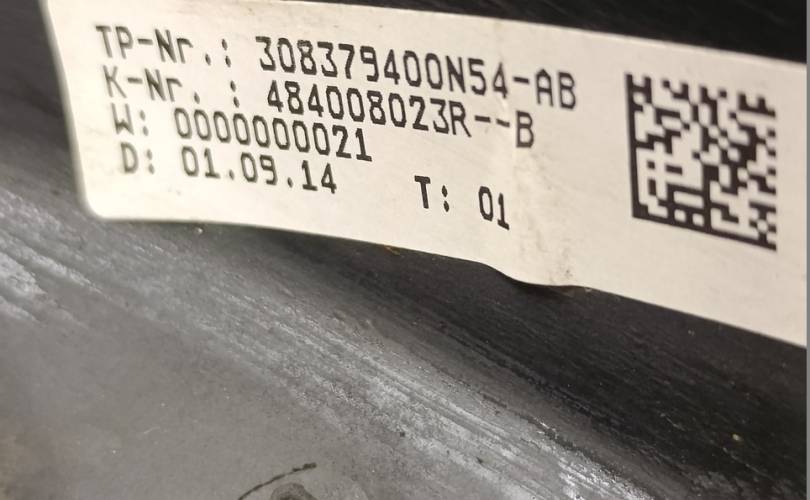 TP-Nr.: 308379400N54-AB
K-Nr. : 484008023R--B
W: 0000000021
D: 01.09.14 T: 01